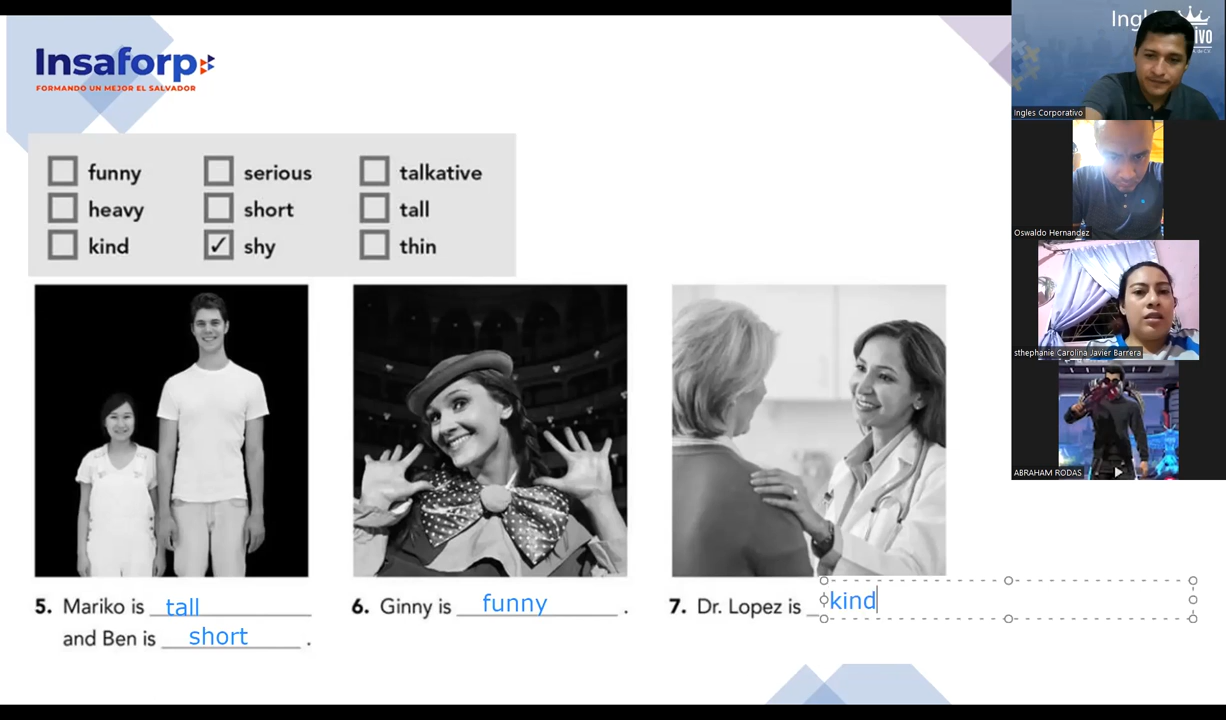 Insaforp
FORMANDO UN MEJOR EL SALVADOR
funny
serious
talkative
heavy
short
tall
kind
✓ shy
thin
5. Mariko is tall
and Ben is short .
6. Ginny is funny .
7. Dr. Lopez is kind
Ingles Corporativo
Oswaldo Hernandez
sthephanie Carolina Javier Barrera
ABRAHAM RODAS